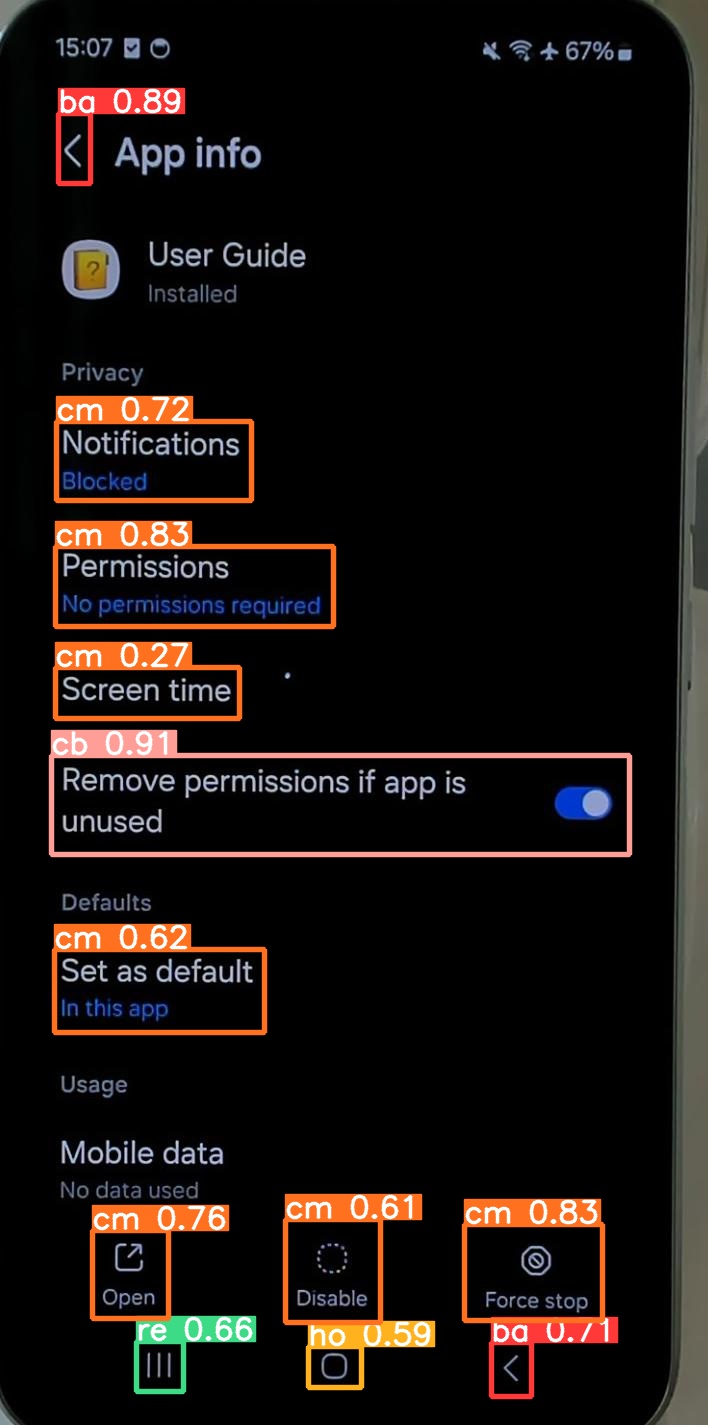 15:07 67%
ba 0.89
App info
?
User Guide
Installed
Privacy
cm 0.72
Notifications
Blocked
cm 0.83
Permissions
No permissions required
cm 0.27
Screen time
cb 0.91
Remove permissions if app is
unused
Defaults
cm 0.62
Set as default
In this app
Usage
Mobile data
No data used
cm 0.76 cm 0.61 cm 0.83
Open Disable Force stop
re 0.66 ho 0.59 ba 0.71